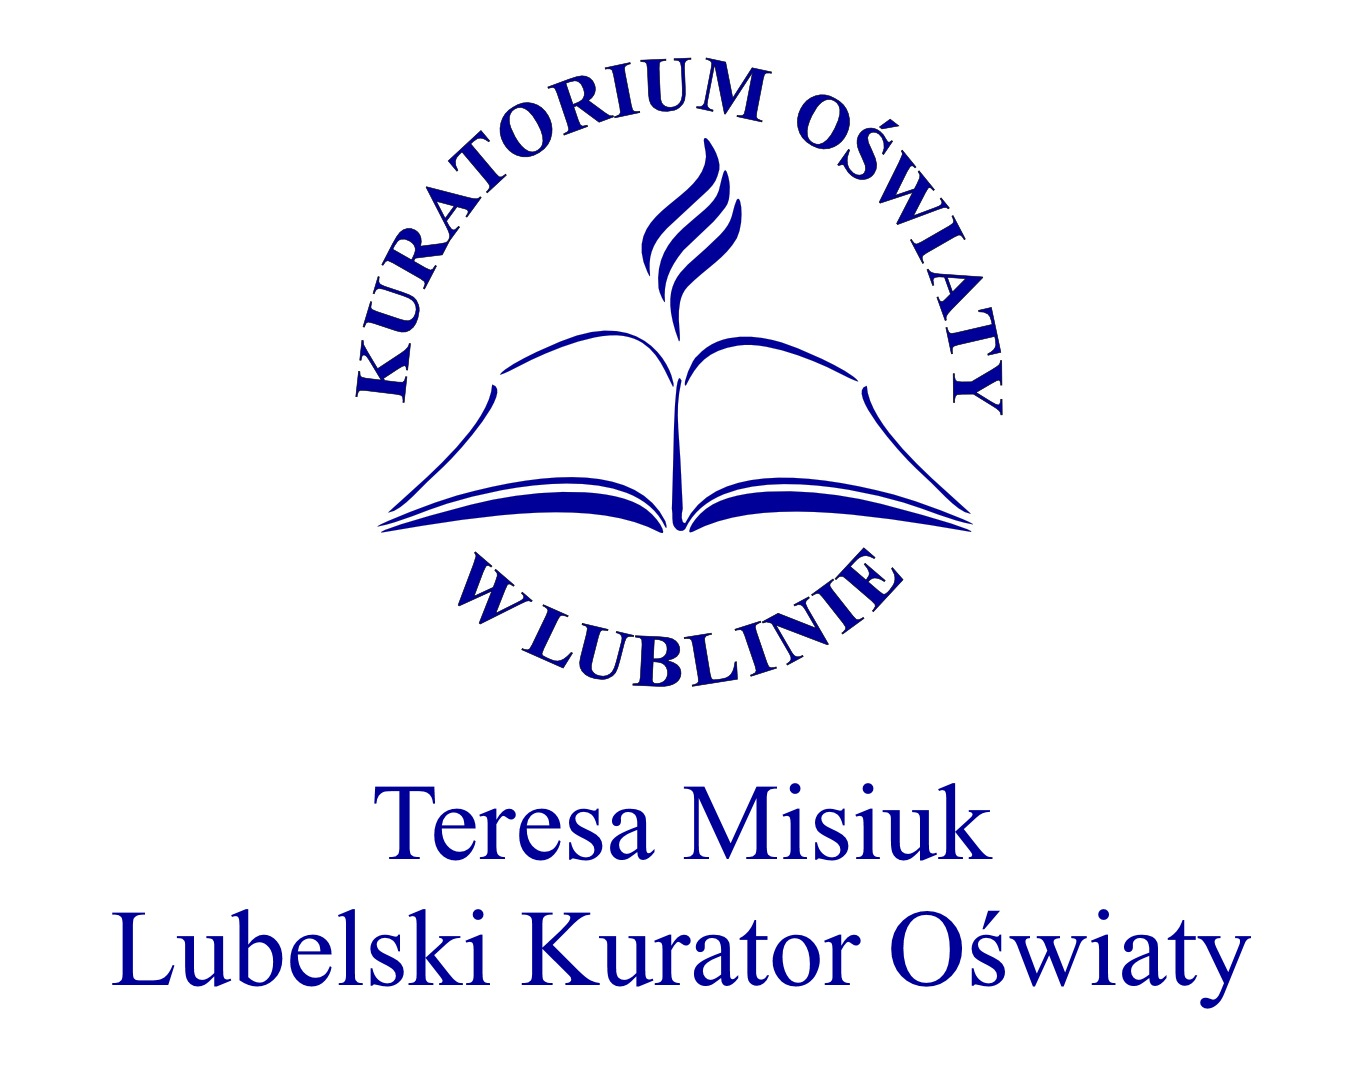 KURATORIUM OŚWIATY
W LUBLINIE
Teresa Misiuk
Lubelski Kurator Oświaty